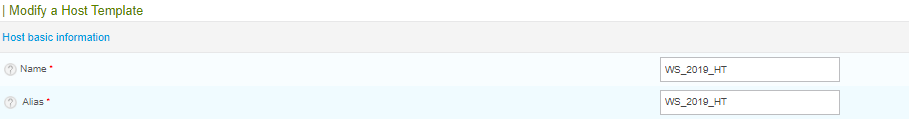 | Modify a Host Template
Host basic information
? Name * WS_2019_HT
? Alias * WS_2019_HT